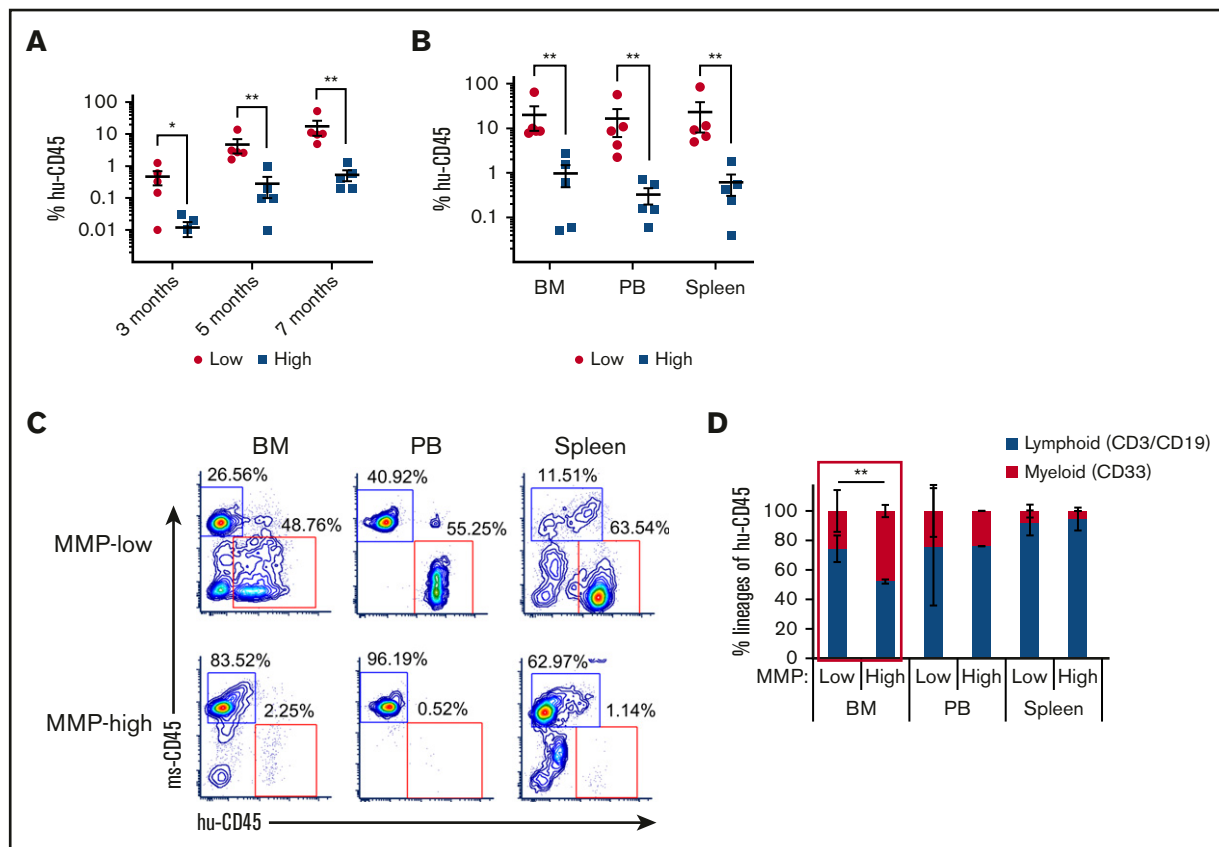 A
% hu-CD45
100
10
1
0.1
0.01
*
**
**
3 months
5 months
7 months
Low
High
B
% hu-CD45
100
10
1
0.1
**
**
**
BM
PB
Spleen
Low
High
C
BM
PB
Spleen
MMP-low
26.56%
48.76%
40.92%
55.25%
11.51%
63.54%
MMP-high
83.52%
2.25%
96.19%
0.52%
62.97%
1.14%
ms-CD45
hu-CD45
D
Lymphoid (CD3/CD19)
Myeloid (CD33)
% lineages of hu-CD45
100
80
60
40
20
0
**
MMP: Low High Low High Low High
BM PB Spleen